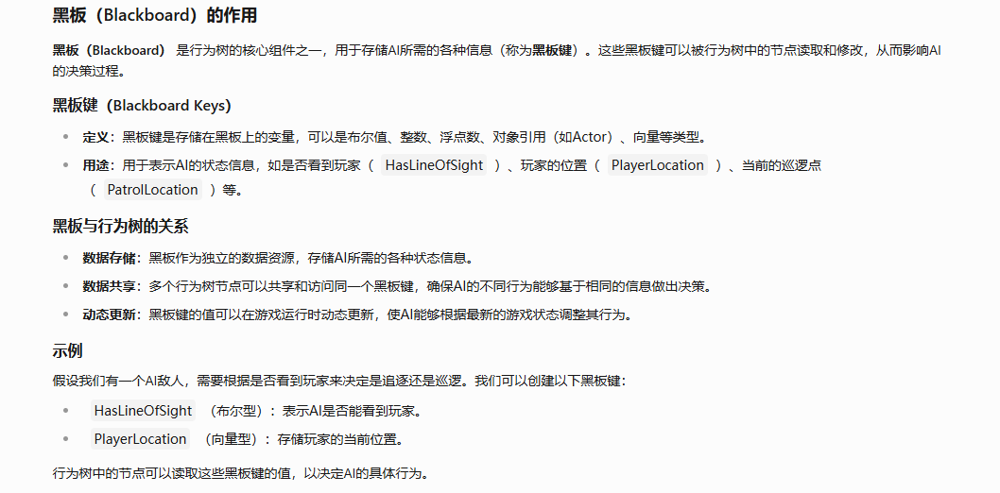 黑板（Blackboard）的作用
黑板（Blackboard） 是行为树的核心组件之一，用于存储AI所需的各种信息（称为黑板键）。这些黑板键可以被行为树中的节点读取和修改，从而影响AI
的决策过程。
黑板键（Blackboard Keys）
定义：黑板键是存储在黑板上的变量，可以是布尔值、整数、浮点数、对象引用（如Actor）、向量等类型。
用途：用于表示AI的状态信息，如是否看到玩家（ HasLineOfSight ）、玩家的位置（ PlayerLocation ）、当前的巡逻点
（ PatrolLocation ）等。
黑板与行为树的关系
数据存储：黑板作为独立的数据资源，存储AI所需的各种状态信息。
数据共享：多个行为树节点可以共享和访问同一个黑板键，确保AI的不同行为能够基于相同的信息做出决策。
动态更新：黑板键的值可以在游戏运行时动态更新，使AI能够根据最新的游戏状态调整其行为。
示例
假设我们有一个AI敌人，需要根据是否看到玩家来决定是追逐还是巡逻。我们可以创建以下黑板键：
HasLineOfSight （布尔型）：表示AI是否能看到玩家。
PlayerLocation （向量型）：存储玩家的当前位置。
行为树中的节点可以读取这些黑板键的值，以决定AI的具体行为。